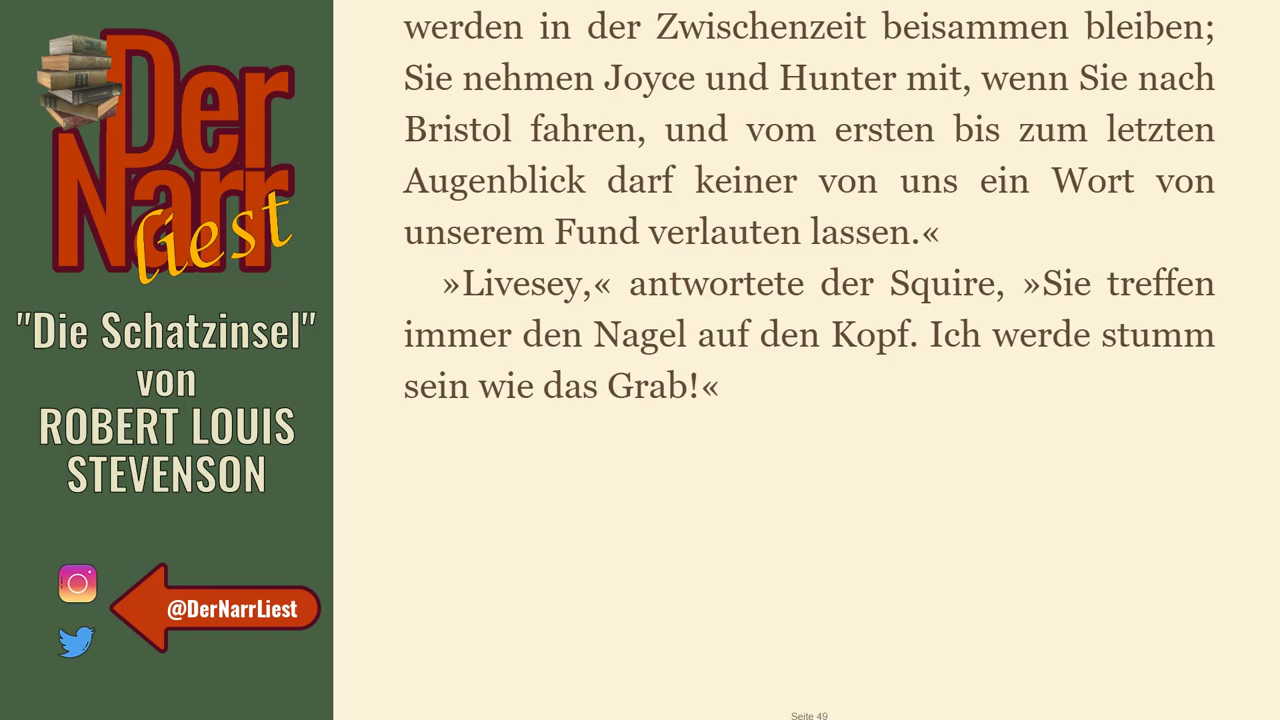 Der
Narr
liest
"Die Schatzinsel"
von
ROBERT LOUIS
STEVENSON
@DerNarrLiest
werden in der Zwischenzeit beisammen bleiben;
Sie nehmen Joyce und Hunter mit, wenn Sie nach
Bristol fahren, und vom ersten bis zum letzten
Augenblick darf keiner von uns ein Wort von
unserem Fund verlauten lassen.«
»Livesey,« antwortete der Squire, »Sie treffen
immer den Nagel auf den Kopf. Ich werde stumm
sein wie das Grab!«
Seite 49